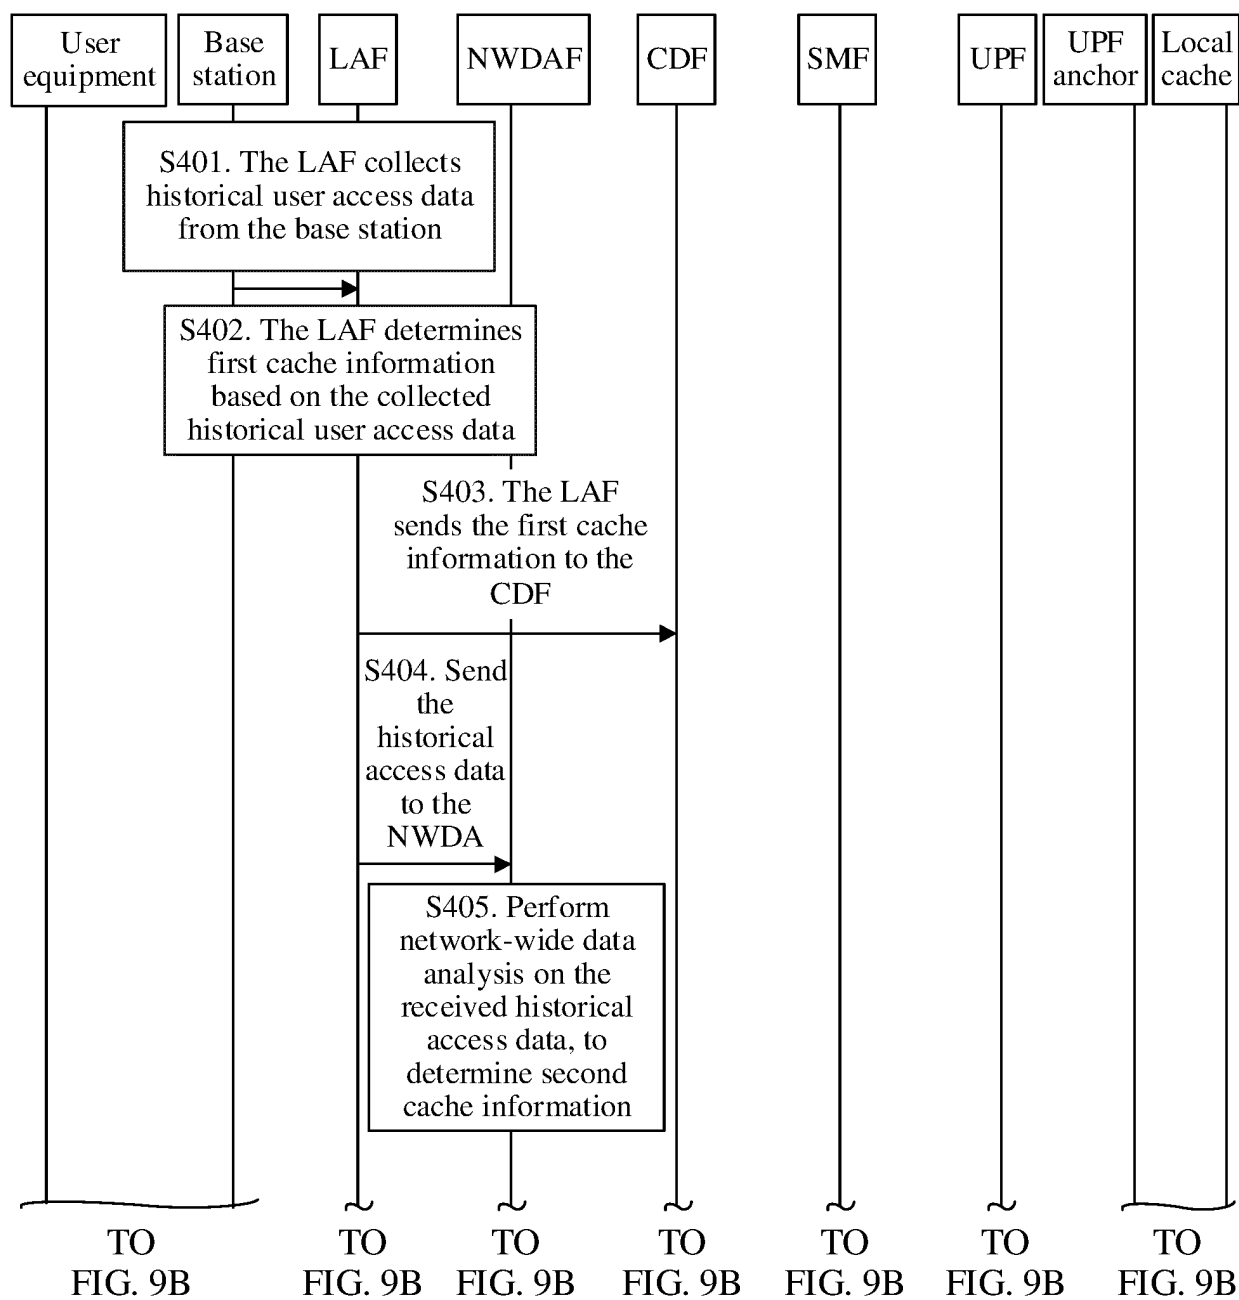 User
equipment
Base
station
LAF
NWDAF
CDF
SMF
UPF
UPF
anchor
Local
cache
S401. The LAF collects
historical user access data
from the base station
S402. The LAF determines
first cache information
based on the collected
historical user access data
S403. The LAF
sends the first cache
information to the
CDF
S404. Send
the
historical
access data
to the
NWDA
S405. Perform
network-wide data
analysis on the
received historical
access data, to
determine second
cache information
TO
FIG. 9B
TO
FIG. 9B
TO
FIG. 9B
TO
FIG. 9B
TO
FIG. 9B
TO
FIG. 9B
TO
FIG. 9B